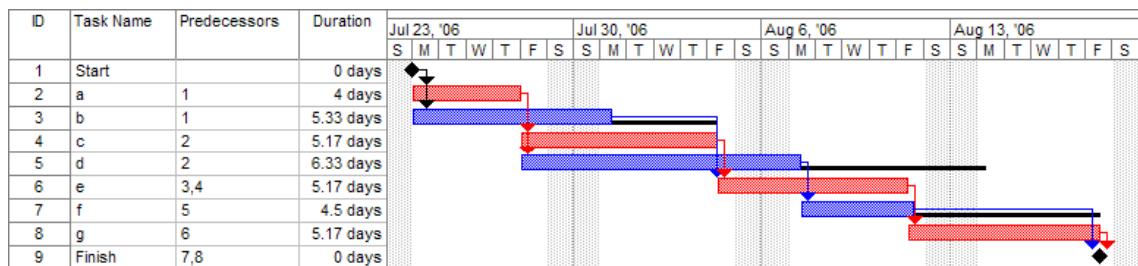 ID Task Name Predecessors Duration
Jul 23, '06 Jul 30, '06 Aug 6, '06 Aug 13, '06
S M T W T F S S M T W T F S S M T W T F S S M T W T F S
1 Start 0 days
2 a 1 4 days
3 b 1 5.33 days
4 c 2 5.17 days
5 d 2 6.33 days
6 e 3,4 5.17 days
7 f 5 4.5 days
8 g 6 5.17 days
9 Finish 7,8 0 days